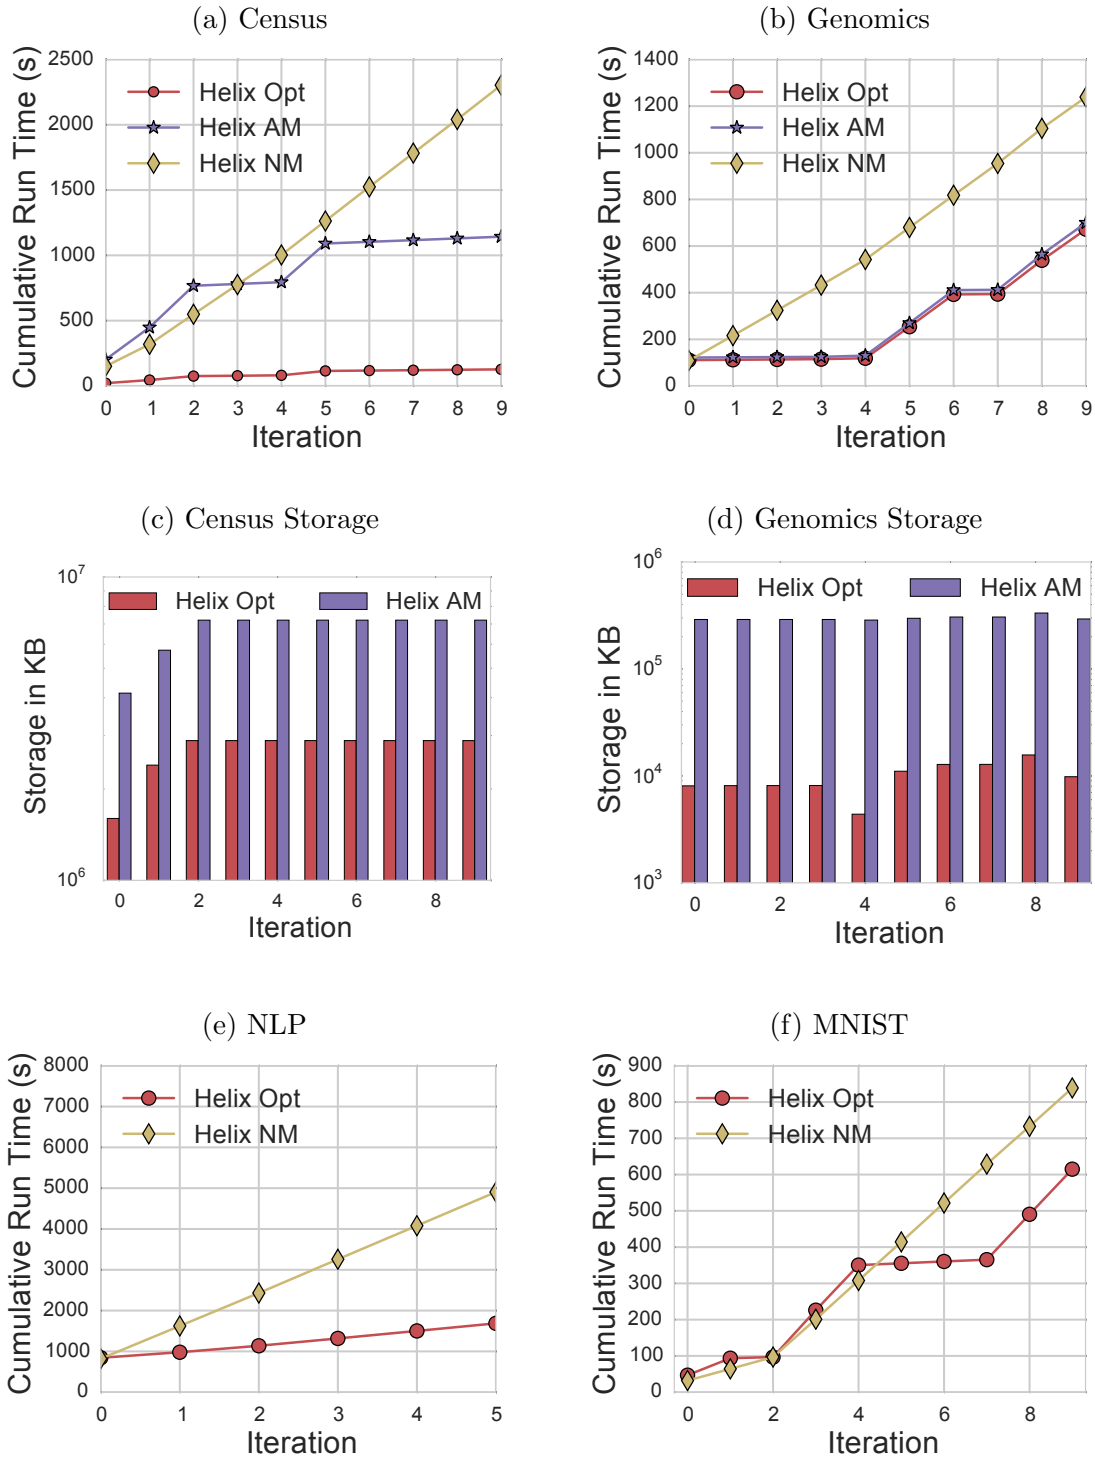 (a) Census
Cumulative Run Time (s)
2500
2000
1500
1000
500
0
Helix Opt
Helix AM
Helix NM
0 1 2 3 4 5 6 7 8 9
Iteration
(b) Genomics
Cumulative Run Time (s)
1400
1200
1000
800
600
400
200
0
Helix Opt
Helix AM
Helix NM
0 1 2 3 4 5 6 7 8 9
Iteration
(c) Census Storage
Storage in KB
10^7
10^6
Helix Opt Helix AM
0 2 4 6 8
Iteration
(d) Genomics Storage
Storage in KB
10^6
10^5
10^4
10^3
Helix Opt Helix AM
0 2 4 6 8
Iteration
(e) NLP
Cumulative Run Time (s)
8000
7000
6000
5000
4000
3000
2000
1000
0
Helix Opt
Helix NM
0 1 2 3 4 5
Iteration
(f) MNIST
Cumulative Run Time (s)
900
800
700
600
500
400
300
200
100
0
Helix Opt
Helix NM
0 2 4 6 8
Iteration